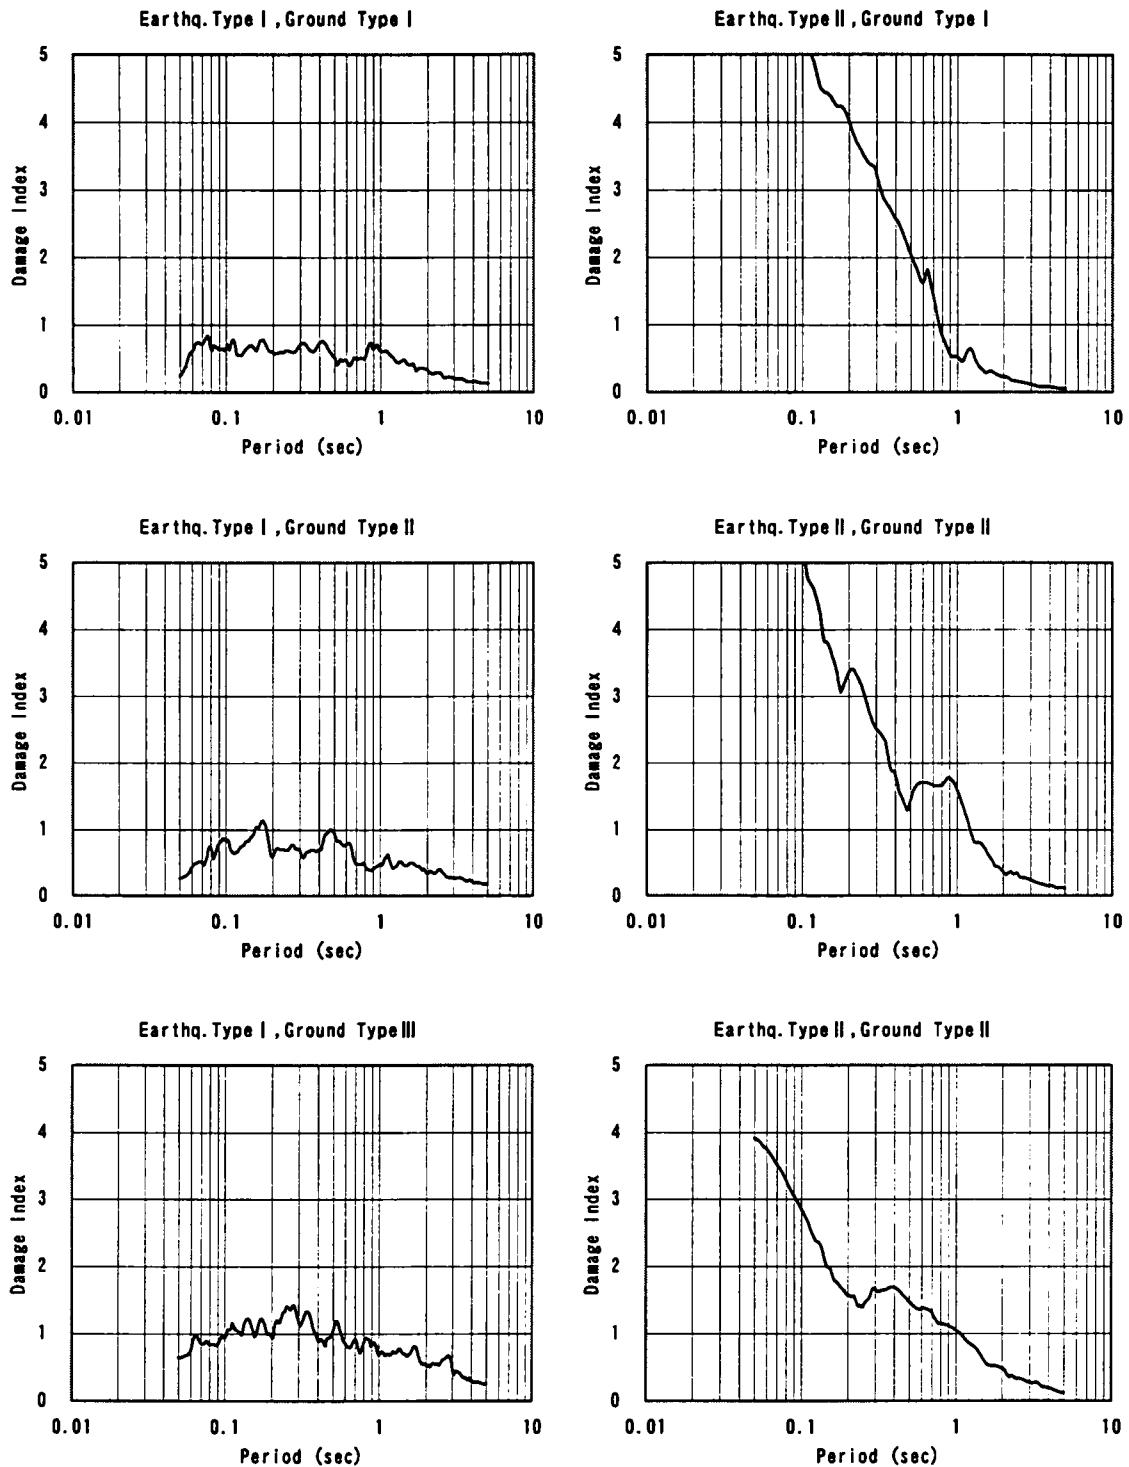 Earthq.Type I ,Ground Type I
5
4
3
2
1
0
Damage Index
0.01 0.1 1 10
Period (sec)
Earthq.Type II,Ground Type I
5
4
3
2
1
0
Damage Index
0.01 0.1 1 10
Period (sec)
Earthq.Type I ,Ground Type II
5
4
3
2
1
0
Damage Index
0.01 0.1 1 10
Period (sec)
Earthq.Type II,Ground Type II
5
4
3
2
1
0
Damage Index
0.01 0.1 1 10
Period (sec)
Earthq.Type I ,Ground Type III
5
4
3
2
1
0
Damage Index
0.01 0.1 1 10
Period (sec)
Earthq.Type II,Ground Type II
5
4
3
2
1
0
Damage Index
0.01 0.1 1 10
Period (sec)